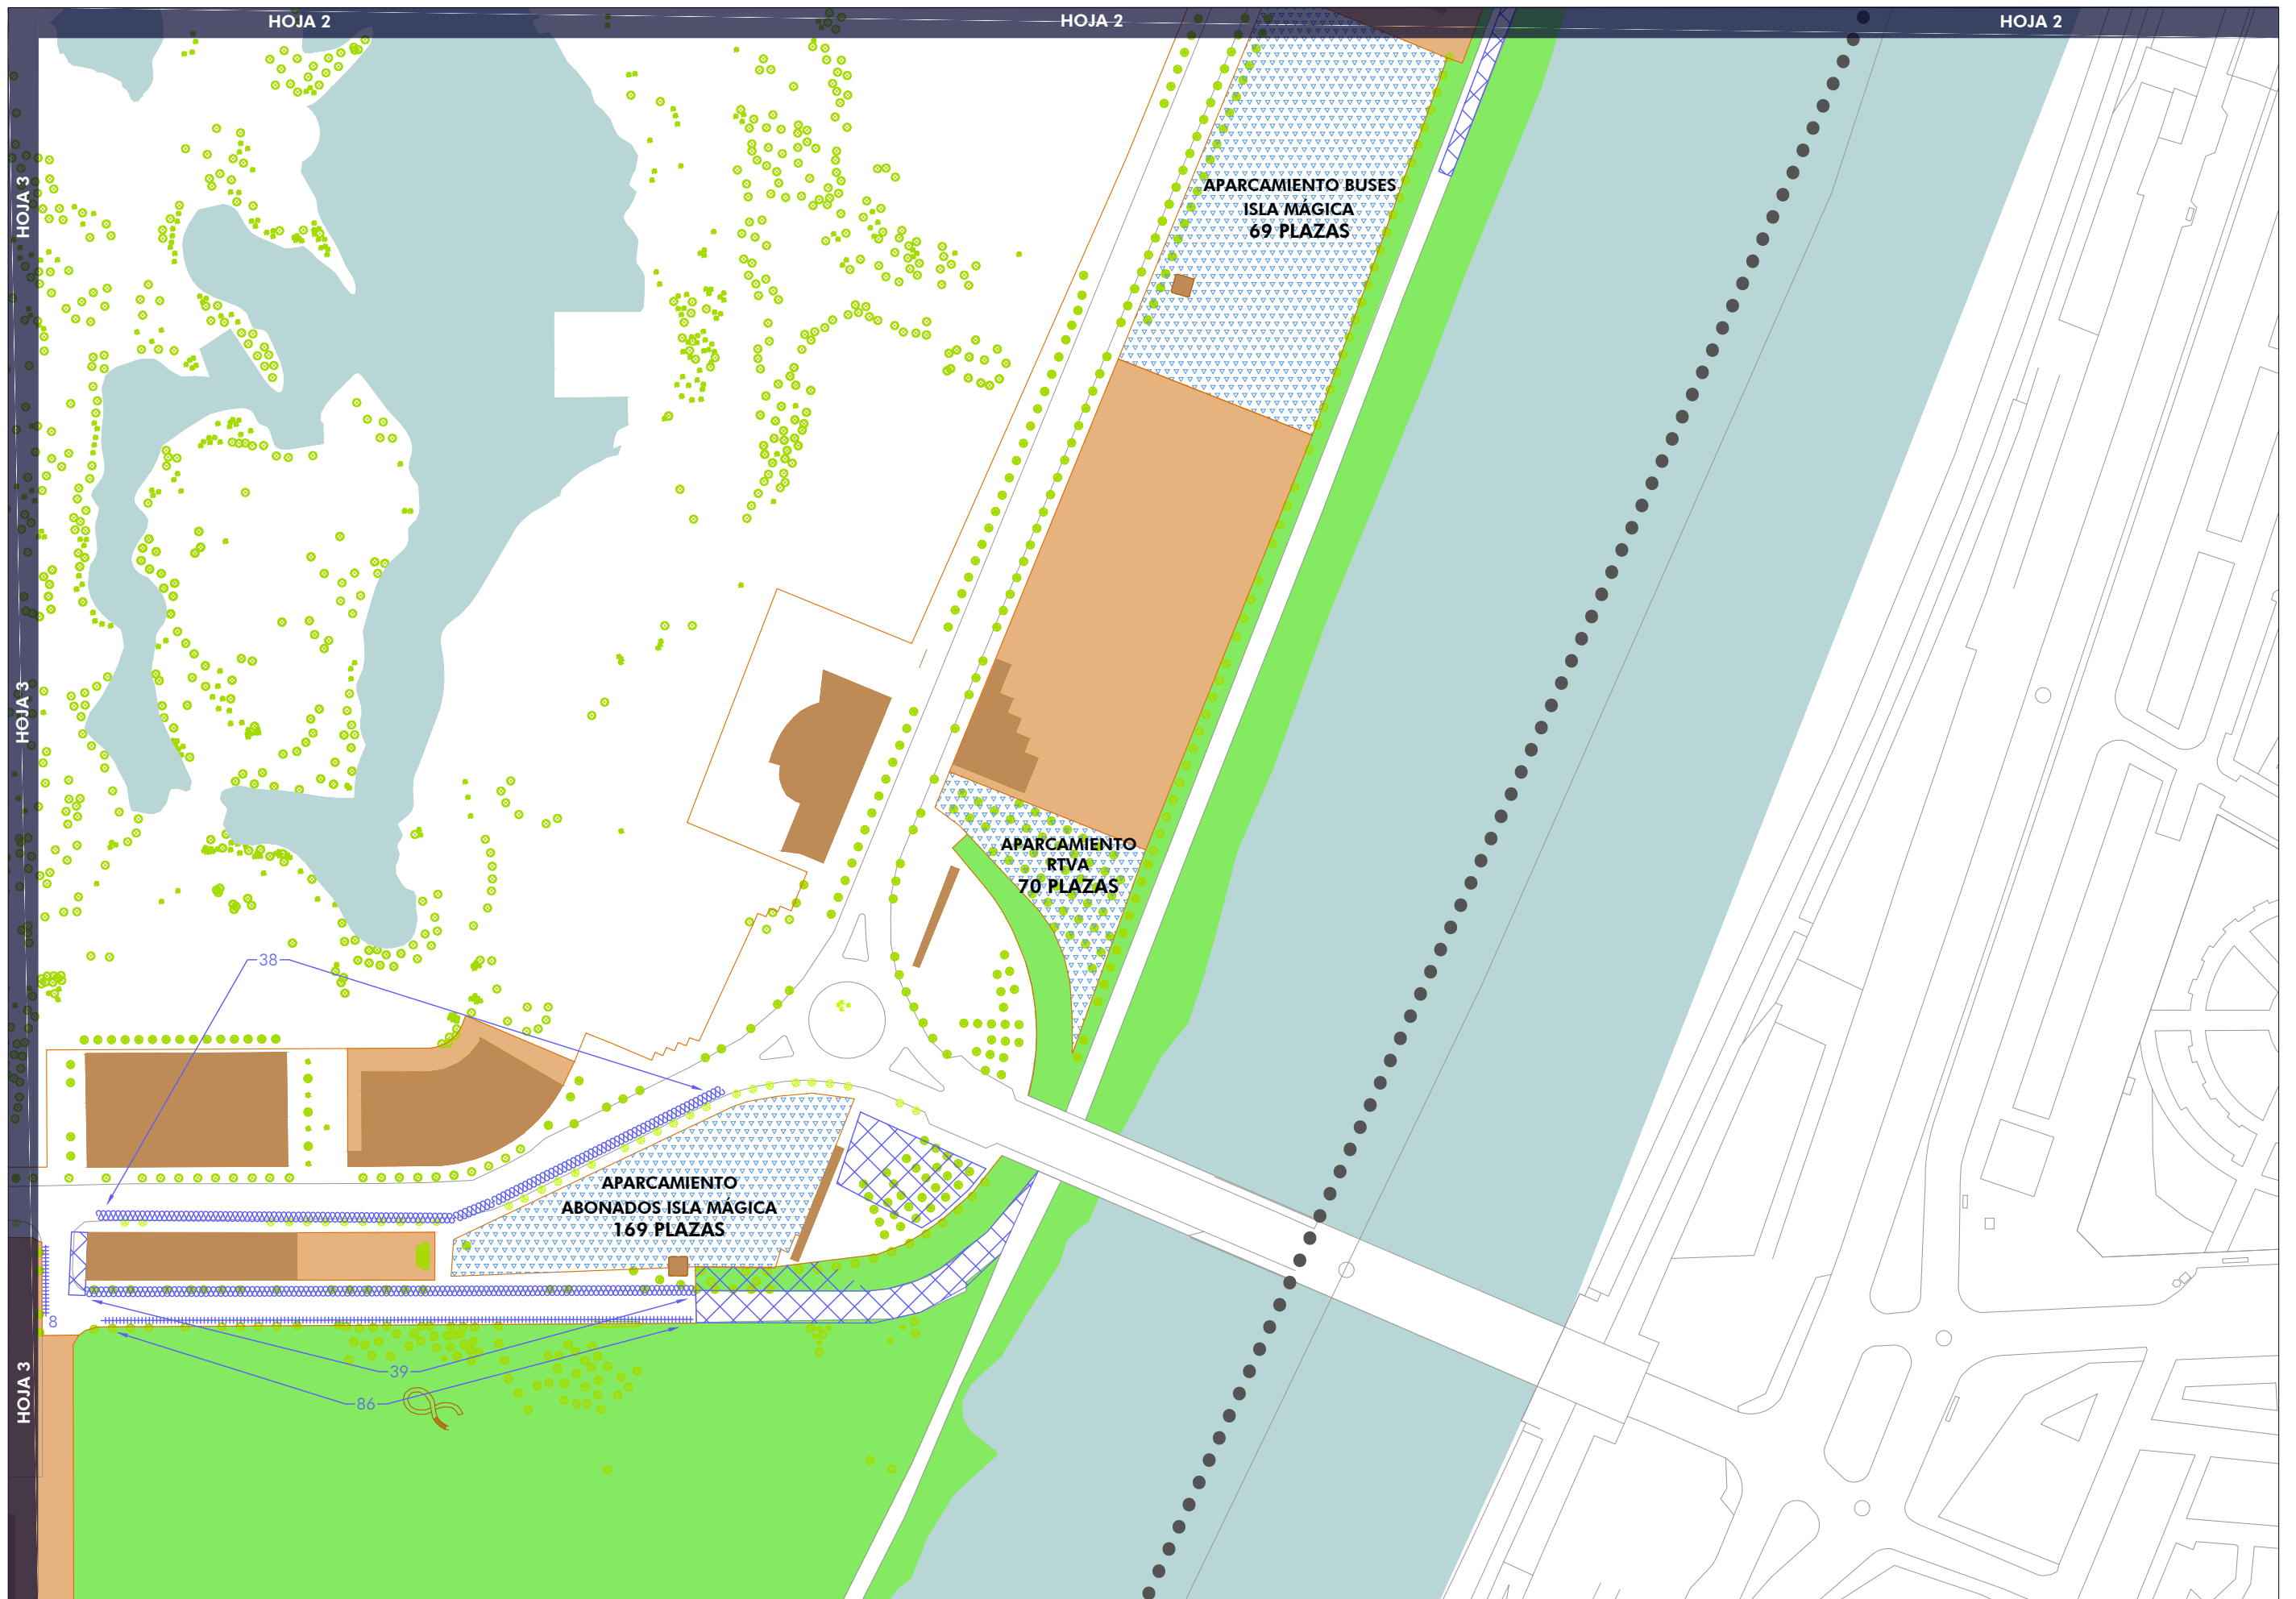 HOJA 2
HOJA 2
HOJA 2
HOJA 3
APARCAMIENTO BUSES
ISLA MÁGICA
69 PLAZAS
HOJA 3
APARCAMIENTO
RTVA
70 PLAZAS
38
APARCAMIENTO
ABONADOS ISLA MÁGICA
169 PLAZAS
8
HOJA 3
39
86